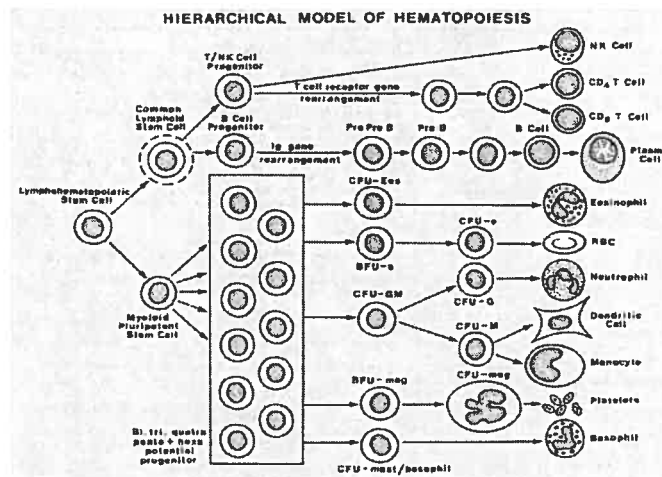 HIERARCHICAL MODEL OF HEMATOPOIESIS
T/NK Cell
Progenitor
NK Cell
T cell receptor gene
rearrangement
CD4 T Cell
CD8 T Cell
Common
Lymphoid
Stem Cell
B Cell
Progenitor
Ig gene
rearrangement
Pre Pre B
Pre B
B Cell
Plasma
Cell
Lymphohematopoietic
Stem Cell
CFU-Eos
Eosinophil
BFU-e
CFU-e
RBC
CFU-GM
CFU-G
Neutrophil
CFU-M
Dendritic
Cell
Monocyte
Myeloid
Pluripotent
Stem Cell
BFU-meg
CFU-meg
Platelets
Bi, tri, quatra
penta + hexa
potential
progenitor
CFU-mast/basophil
Basophil